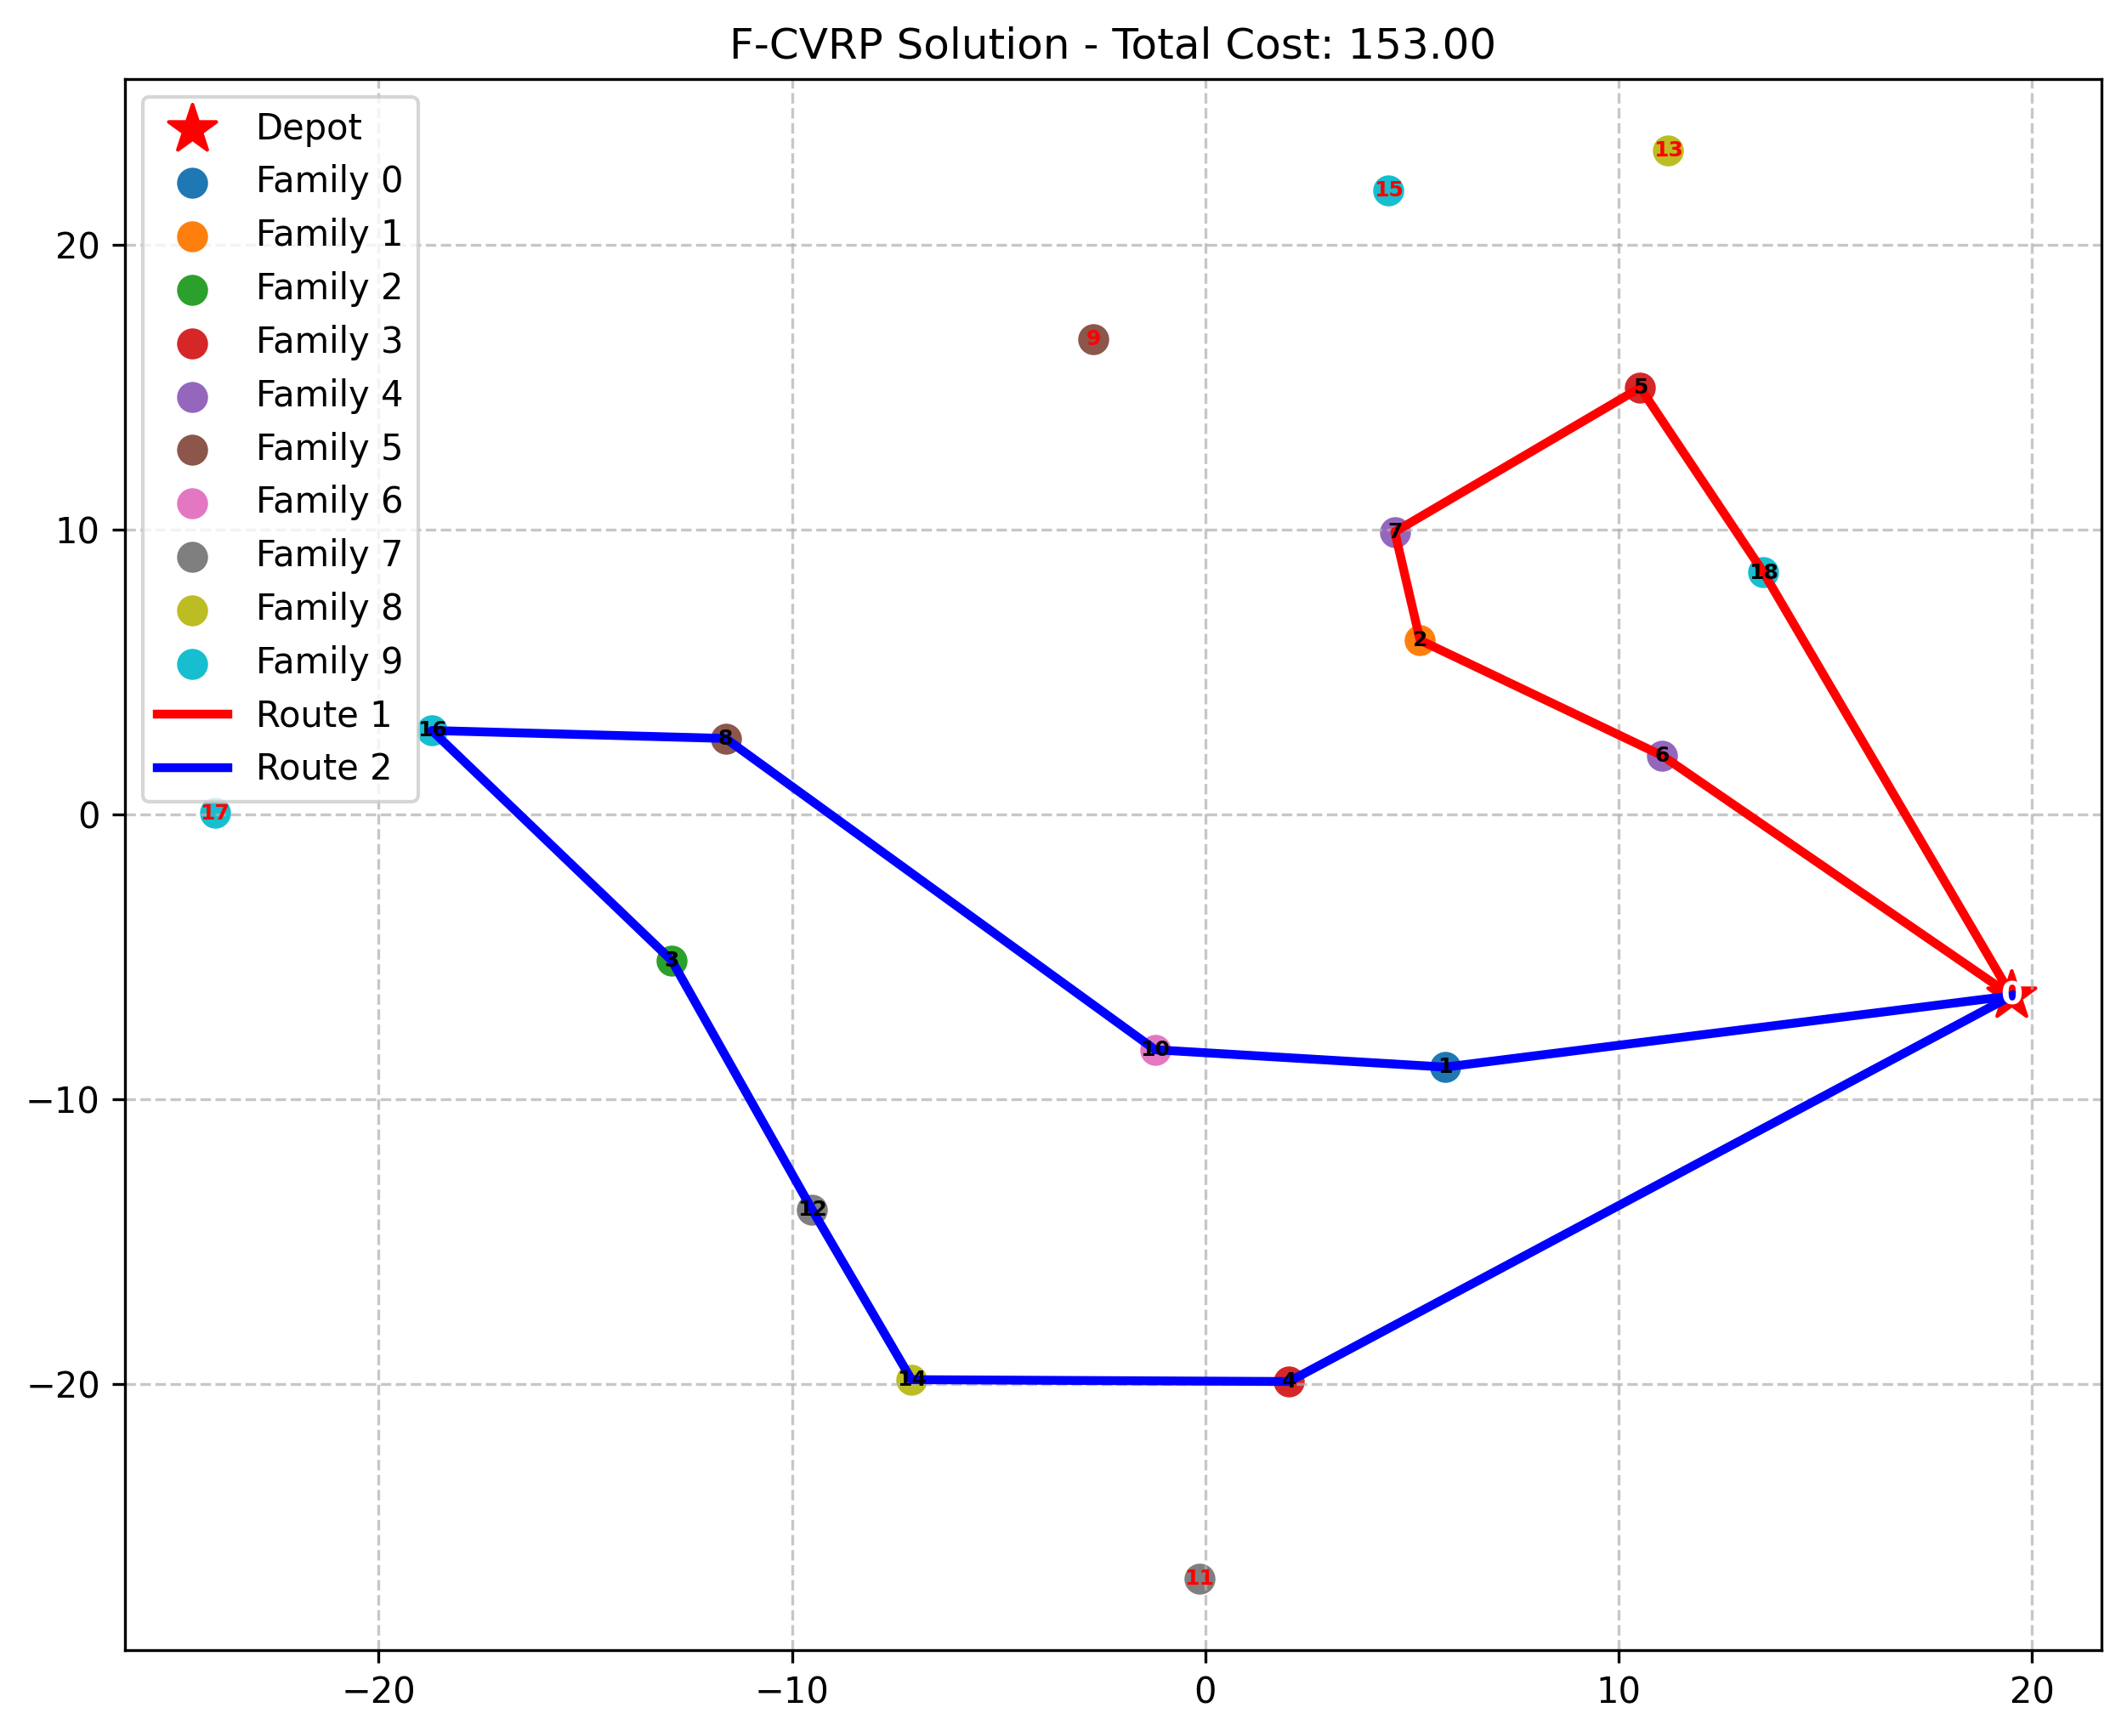 F-CVRP Solution - Total Cost: 153.00
Depot
Family 0
Family 1
Family 2
Family 3
Family 4
Family 5
Family 6
Family 7
Family 8
Family 9
Route 1
Route 2
13
15
20
9
5
10
7
18
2
16
8
6
17
0
3
0
10
1
−10
12
14
4
−20
11
−20
−10
0
10
20